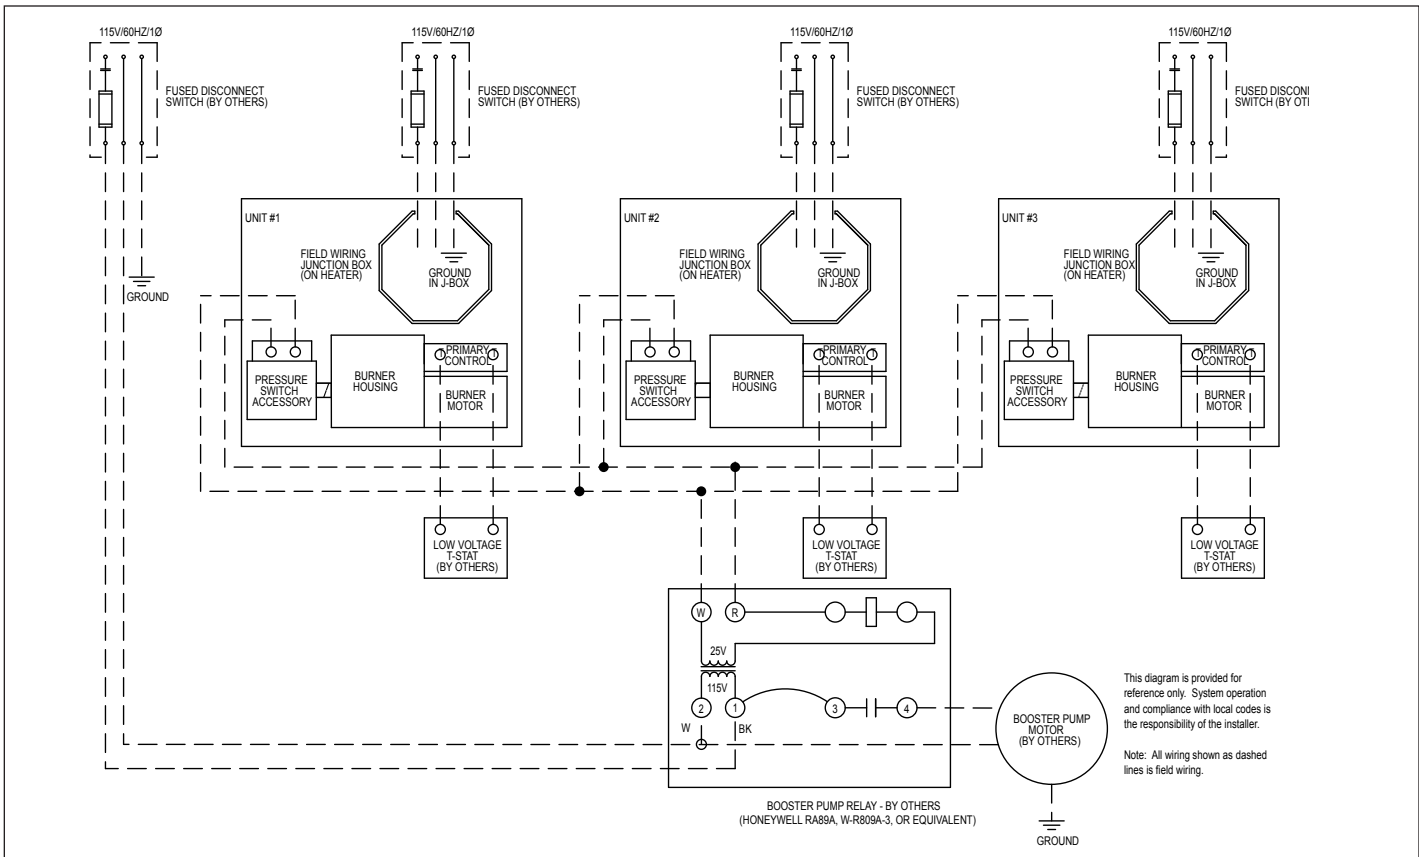 115V/60HZ/1Ø
115V/60HZ/1Ø
115V/60HZ/1Ø
115V/60HZ/1Ø
FUSED DISCONNECT
SWITCH (BY OTHERS)
FUSED DISCONNECT
SWITCH (BY OTHERS)
FUSED DISCONNECT
SWITCH (BY OTHERS)
FUSED DISCONI
SWITCH (BY OTI
GROUND
UNIT #1
FIELD WIRING
JUNCTION BOX
(ON HEATER)
GROUND
IN J-BOX
PRESSURE
SWITCH
ACCESSORY
BURNER
HOUSING
T
PRIMARY
CONTROL
T
BURNER
MOTOR
LOW VOLTAGE
T-STAT
(BY OTHERS)
UNIT #2
FIELD WIRING
JUNCTION BOX
(ON HEATER)
GROUND
IN J-BOX
PRESSURE
SWITCH
ACCESSORY
BURNER
HOUSING
T
PRIMARY
CONTROL
T
BURNER
MOTOR
LOW VOLTAGE
T-STAT
(BY OTHERS)
UNIT #3
FIELD WIRING
JUNCTION BOX
(ON HEATER)
GROUND
IN J-BOX
PRESSURE
SWITCH
ACCESSORY
BURNER
HOUSING
T
PRIMARY
CONTROL
T
BURNER
MOTOR
LOW VOLTAGE
T-STAT
(BY OTHERS)
W
R
25V
115V
2
1
3
4
W
BK
BOOSTER PUMP
MOTOR
(BY OTHERS)
GROUND
BOOSTER PUMP RELAY - BY OTHERS
(HONEYWELL RA89A, W-R809A-3, OR EQUIVALENT)
This diagram is provided for
reference only. System operation
and compliance with local codes is
the responsibility of the installer.
Note: All wiring shown as dashed
lines is field wiring.